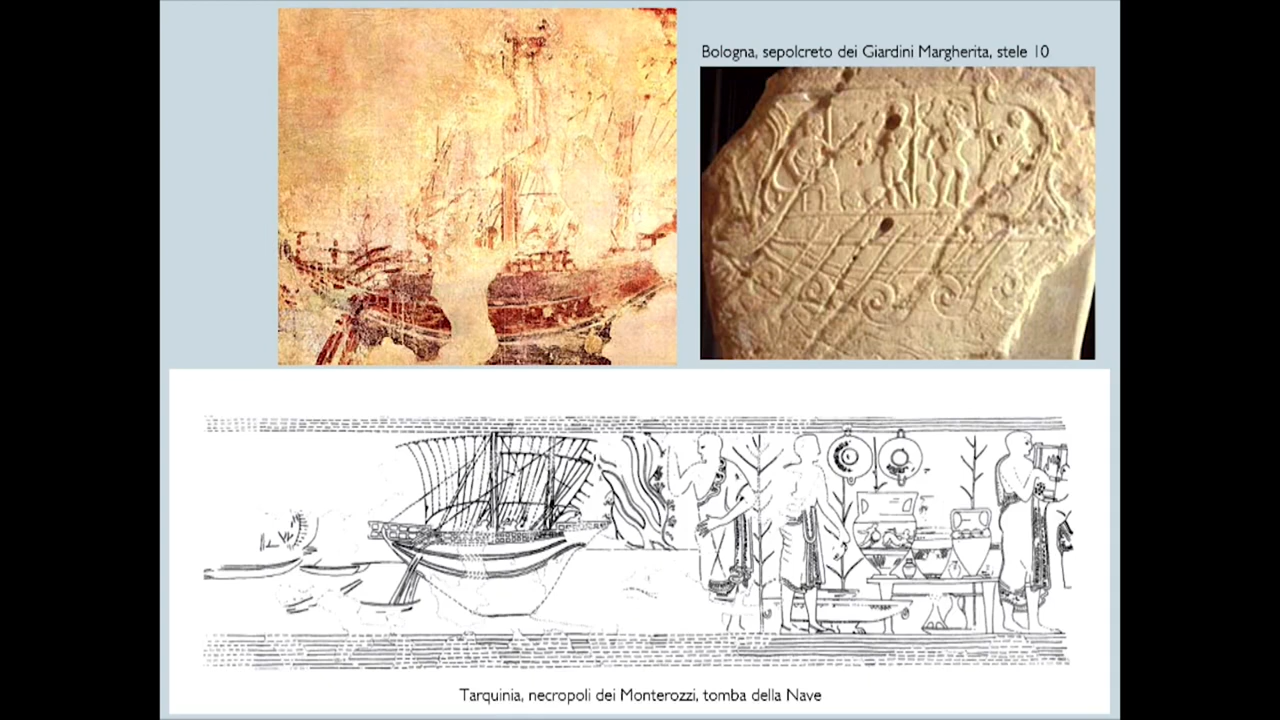 Bologna, sepolcreto dei Giardini Margherita, stele 10
Tarquinia, necropoli dei Monterozzi, tomba della Nave